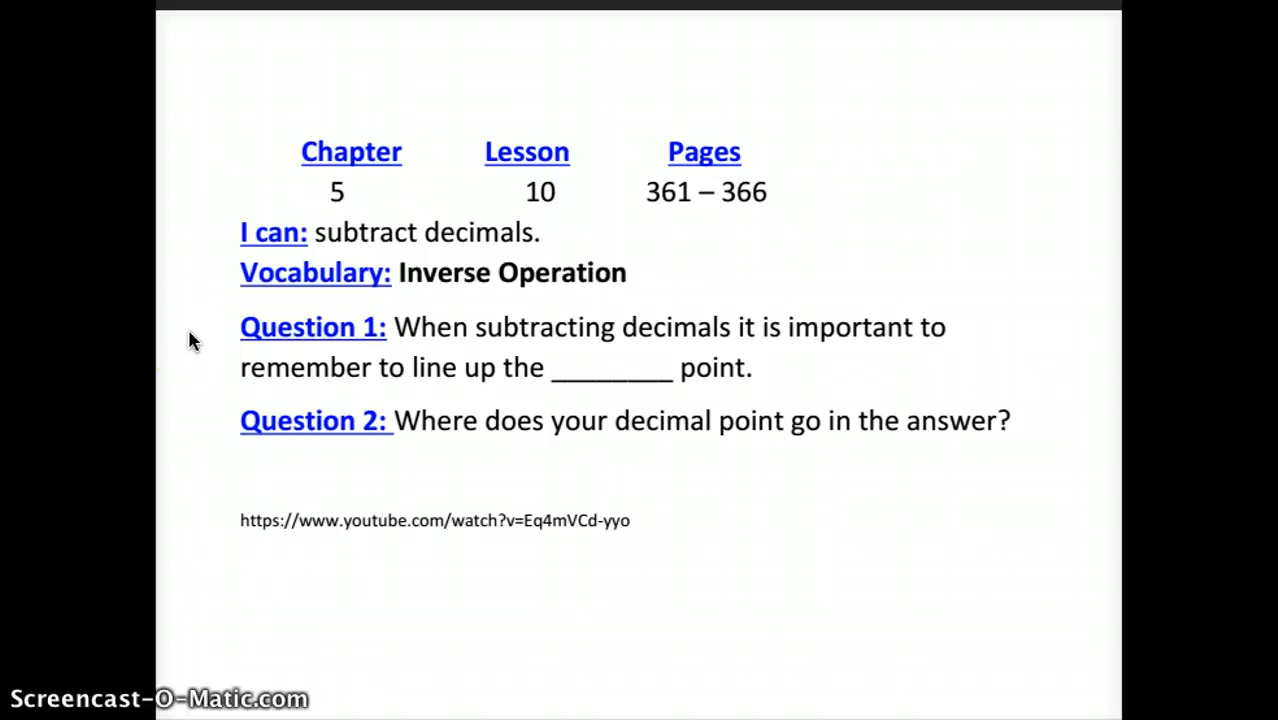 Chapter Lesson Pages
5 10 361 – 366
I can: subtract decimals.
Vocabulary: Inverse Operation
Question 1: When subtracting decimals it is important to
remember to line up the ________ point.
Question 2: Where does your decimal point go in the answer?
https://www.youtube.com/watch?v=Eq4mVCd-yyo
Screencast-O-Matic.com